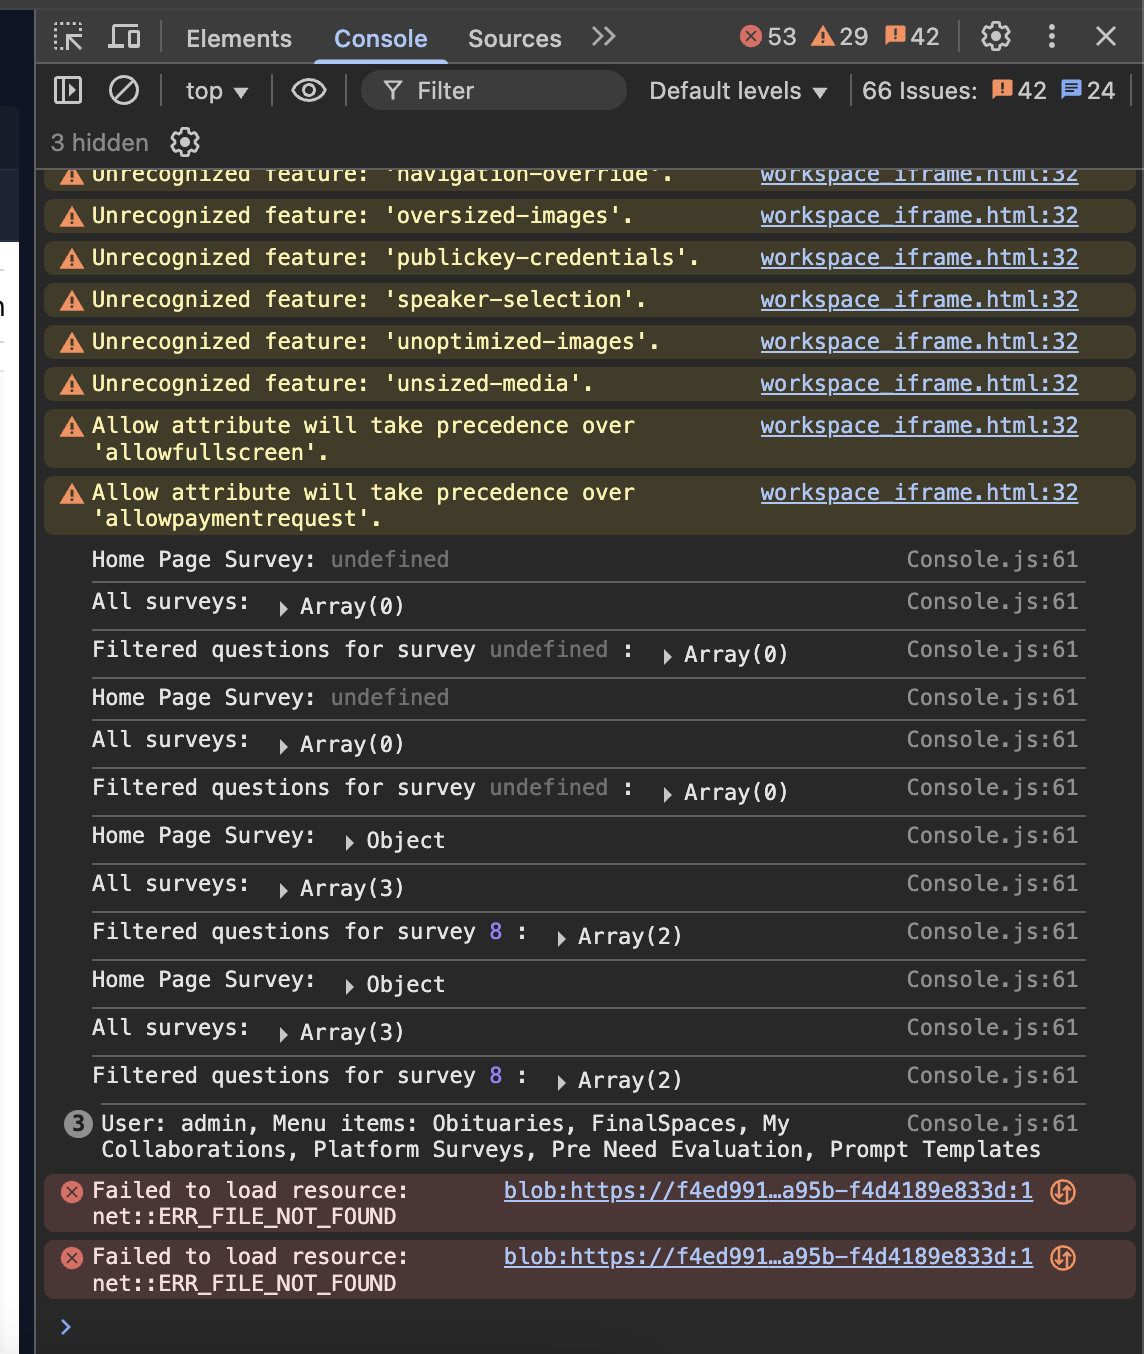 Elements Console Sources 53 29 42
top Filter Default levels 66 Issues: 42 24
3 hidden
Unrecognized feature: 'navigation-override'. workspace_iframe.html:32
Unrecognized feature: 'oversized-images'. workspace_iframe.html:32
Unrecognized feature: 'publickey-credentials'. workspace_iframe.html:32
Unrecognized feature: 'speaker-selection'. workspace_iframe.html:32
Unrecognized feature: 'unoptimized-images'. workspace_iframe.html:32
Unrecognized feature: 'unsized-media'. workspace_iframe.html:32
Allow attribute will take precedence over workspace_iframe.html:32
'allowfullscreen'.
Allow attribute will take precedence over workspace_iframe.html:32
'allowpaymentrequest'.
Home Page Survey: undefined Console.js:61
All surveys: Array(0) Console.js:61
Filtered questions for survey undefined : Array(0) Console.js:61
Home Page Survey: undefined Console.js:61
All surveys: Array(0) Console.js:61
Filtered questions for survey undefined : Array(0) Console.js:61
Home Page Survey: Object Console.js:61
All surveys: Array(3) Console.js:61
Filtered questions for survey 8 : Array(2) Console.js:61
Home Page Survey: Object Console.js:61
All surveys: Array(3) Console.js:61
Filtered questions for survey 8 : Array(2) Console.js:61
3 User: admin, Menu items: Obituaries, FinalSpaces, My Console.js:61
Collaborations, Platform Surveys, Pre Need Evaluation, Prompt Templates
Failed to load resource: blob:https://f4ed991…a95b-f4d4189e833d:1
net::ERR_FILE_NOT_FOUND
Failed to load resource: blob:https://f4ed991…a95b-f4d4189e833d:1
net::ERR_FILE_NOT_FOUND